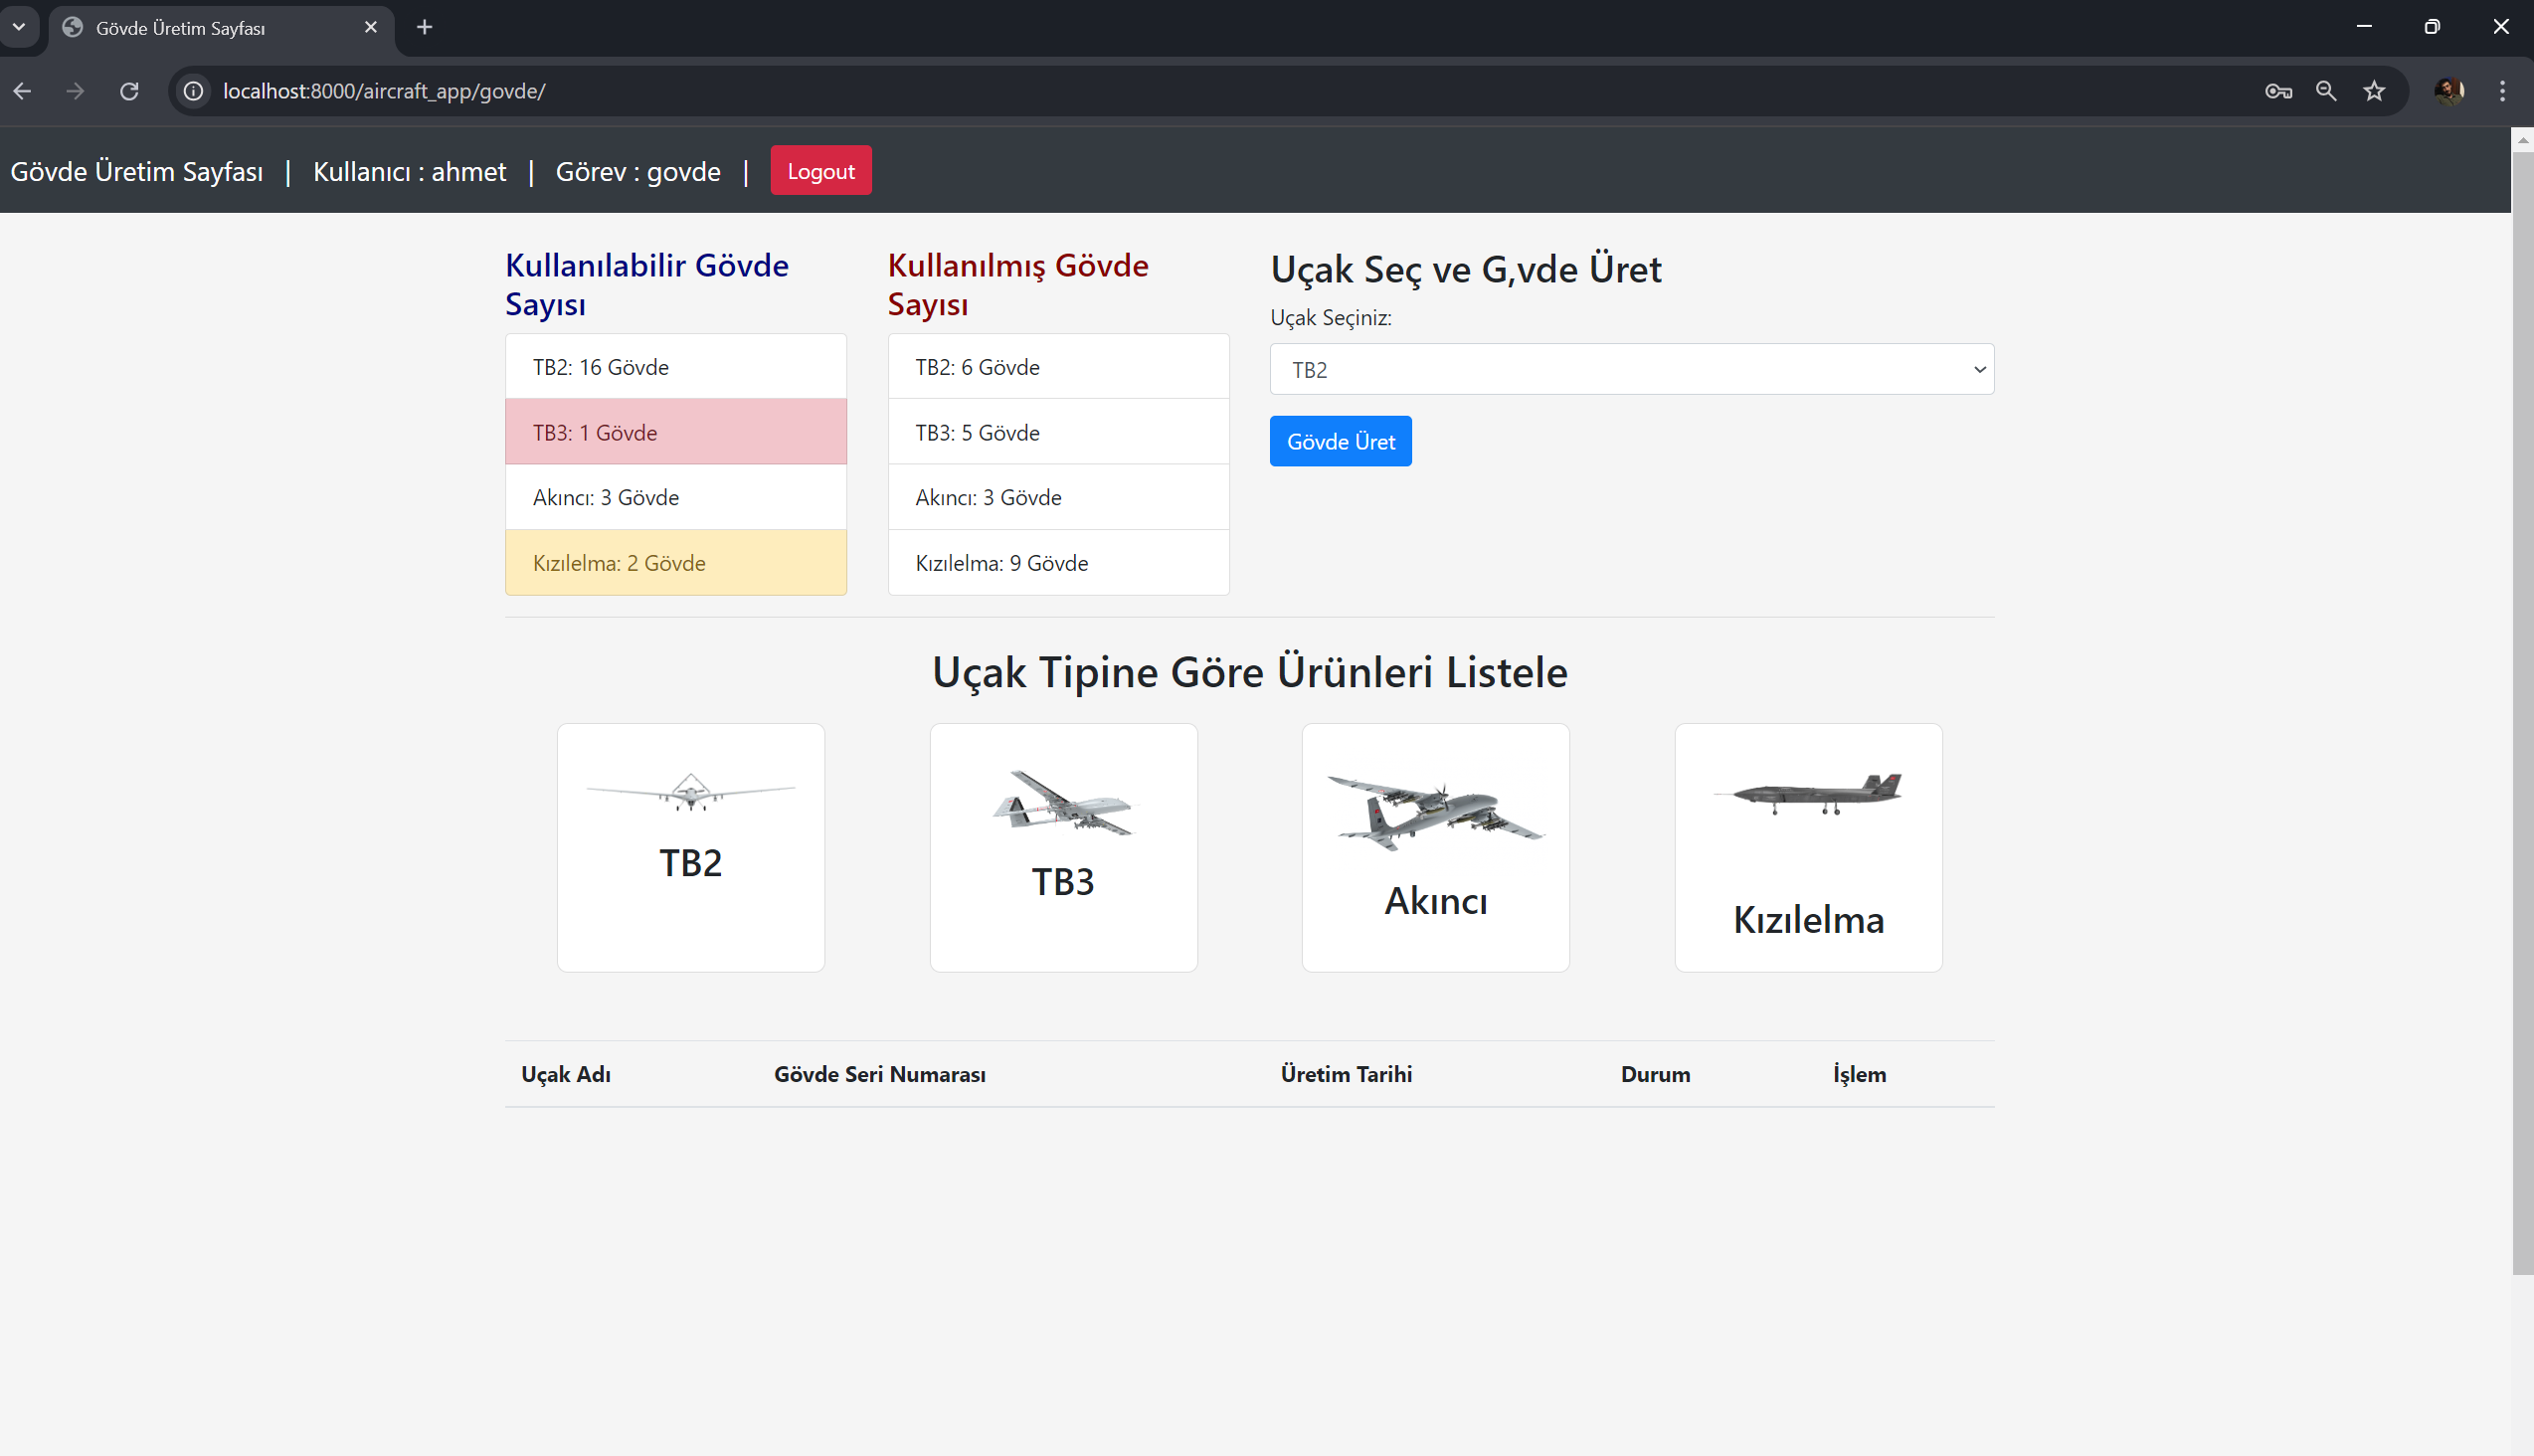 Gövde Üretim Sayfası
localhost:8000/aircraft_app/govde/
Gövde Üretim Sayfası | Kullanıcı : ahmet | Görev : govde | Logout
Kullanılabilir Gövde
Sayısı
TB2: 16 Gövde
TB3: 1 Gövde
Akıncı: 3 Gövde
Kızılelma: 2 Gövde
Kullanılmış Gövde
Sayısı
TB2: 6 Gövde
TB3: 5 Gövde
Akıncı: 3 Gövde
Kızılelma: 9 Gövde
Uçak Seç ve G,vde Üret
Uçak Seçiniz:
TB2
Gövde Üret
Uçak Tipine Göre Ürünleri Listele
TB2
TB3
Akıncı
Kızılelma
Uçak Adı Gövde Seri Numarası Üretim Tarihi Durum İşlem